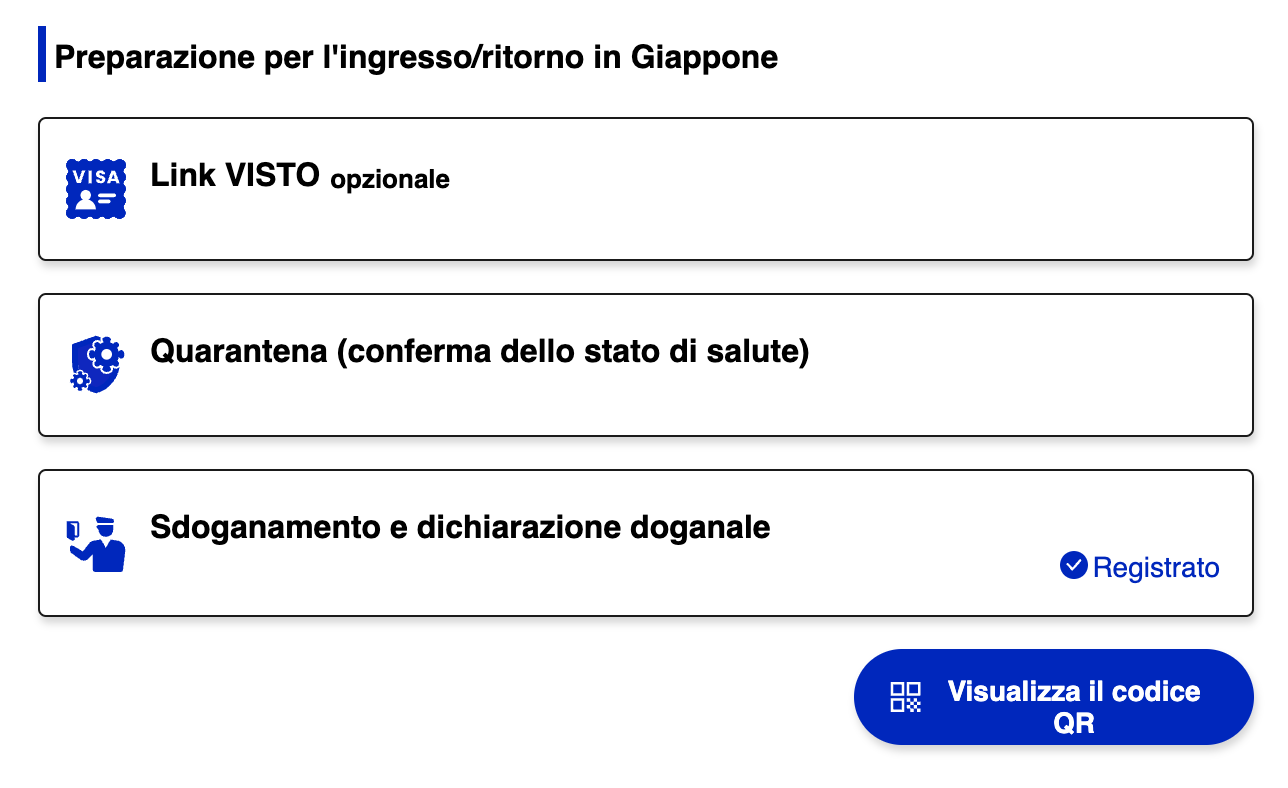 Preparazione per l'ingresso/ritorno in Giappone
VISA
Link VISTO opzionale
Quarantena (conferma dello stato di salute)
Sdoganamento e dichiarazione doganale
Registrato
Visualizza il codice
QR